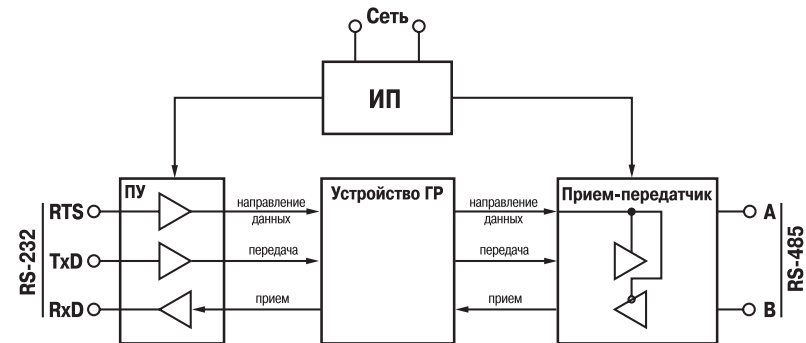 Сеть
ИП
ПУ
Устройство ГР
Прием-передатчик
RS-232
RTS
направление
данных
направление
данных
A
TxD
передача
передача
RxD
прием
прием
B
RS-485